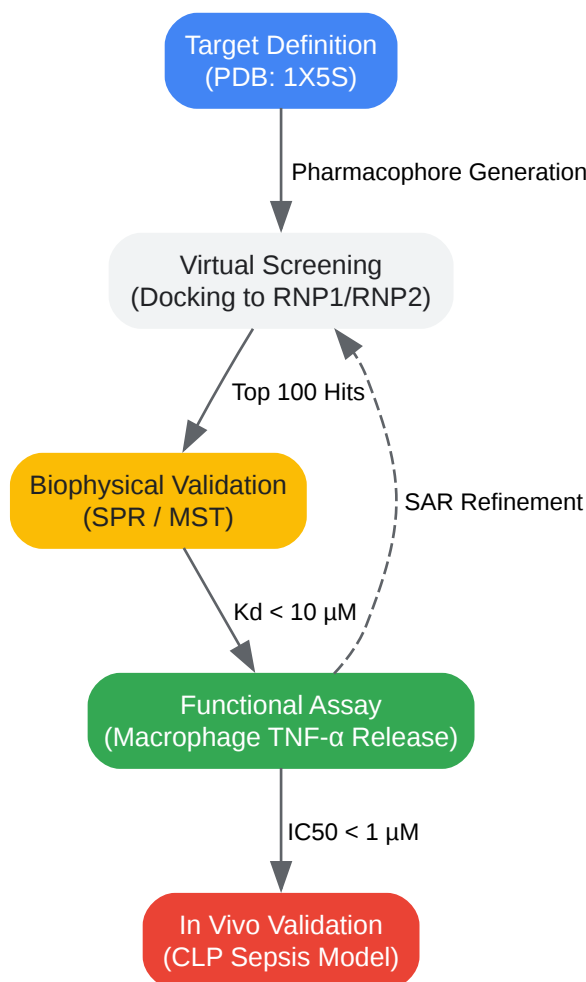 Target Definition
(PDB: 1X5S)
Pharmacophore Generation
Virtual Screening
(Docking to RNP1/RNP2)
Top 100 Hits
Biophysical Validation
(SPR / MST)
SAR Refinement
Kd < 10 µM
Functional Assay
(Macrophage TNF-α Release)
IC50 < 1 µM
In Vivo Validation
(CLP Sepsis Model)